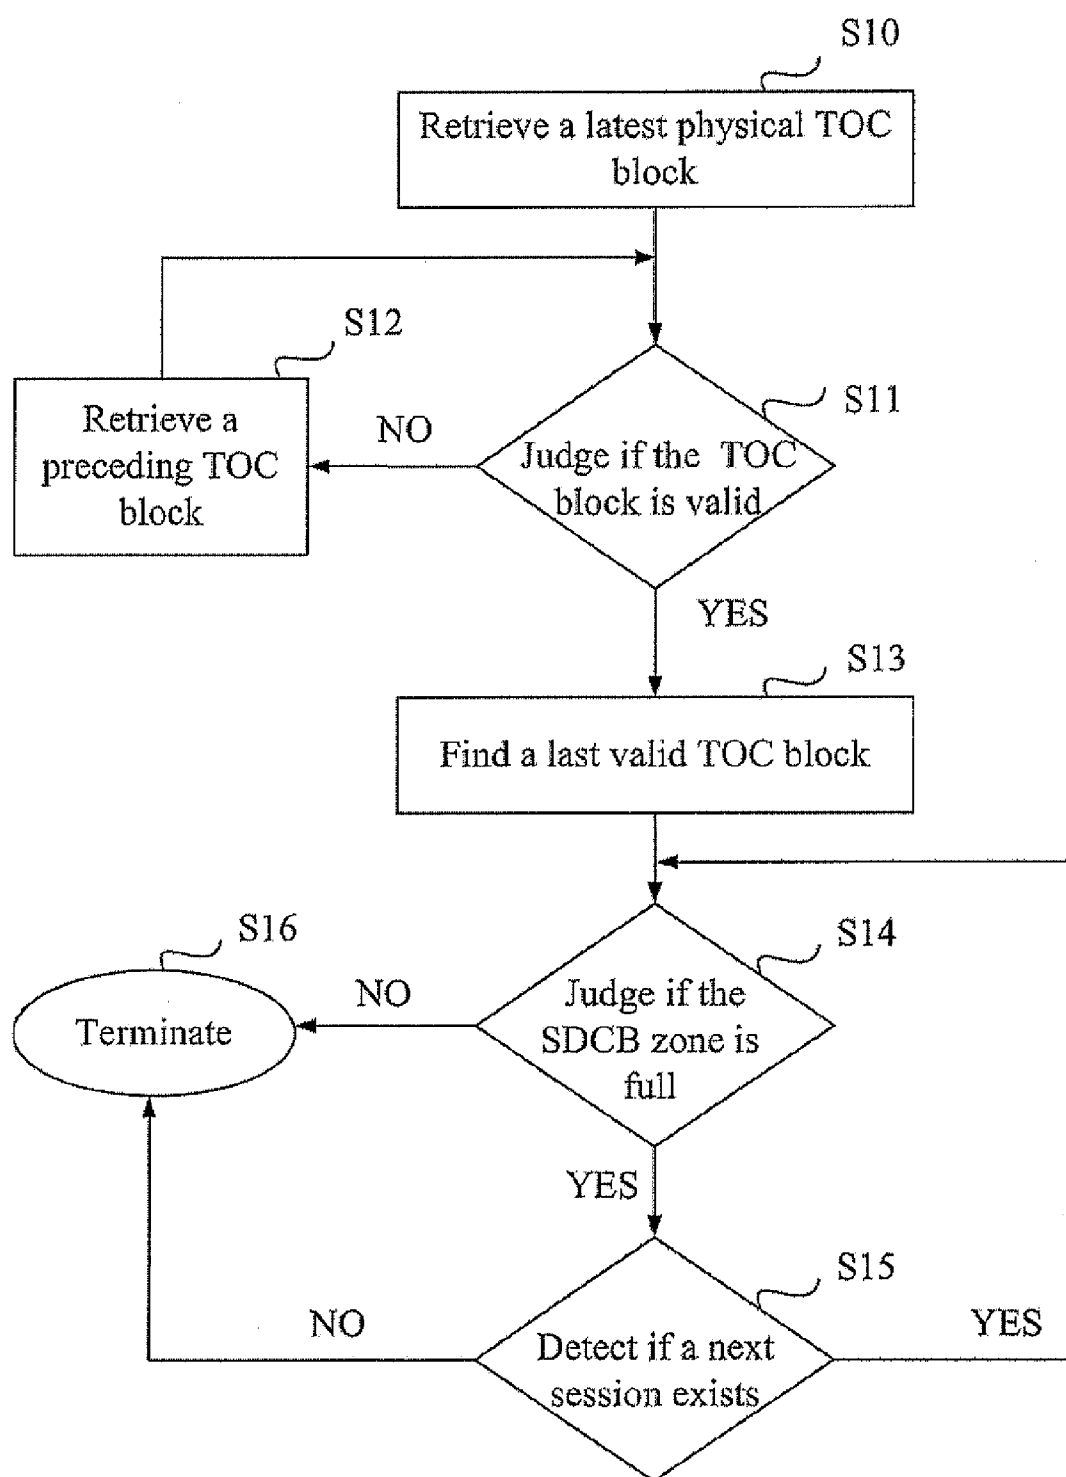 S10
Retrieve a latest physical TOC
block
S12
Retrieve a
preceding TOC
block
NO
S11
Judge if the TOC
block is valid
YES
S13
Find a last valid TOC block
S16
Terminate
NO
S14
Judge if the
SDCB zone is
full
YES
S15
NO
Detect if a next
session exists
YES